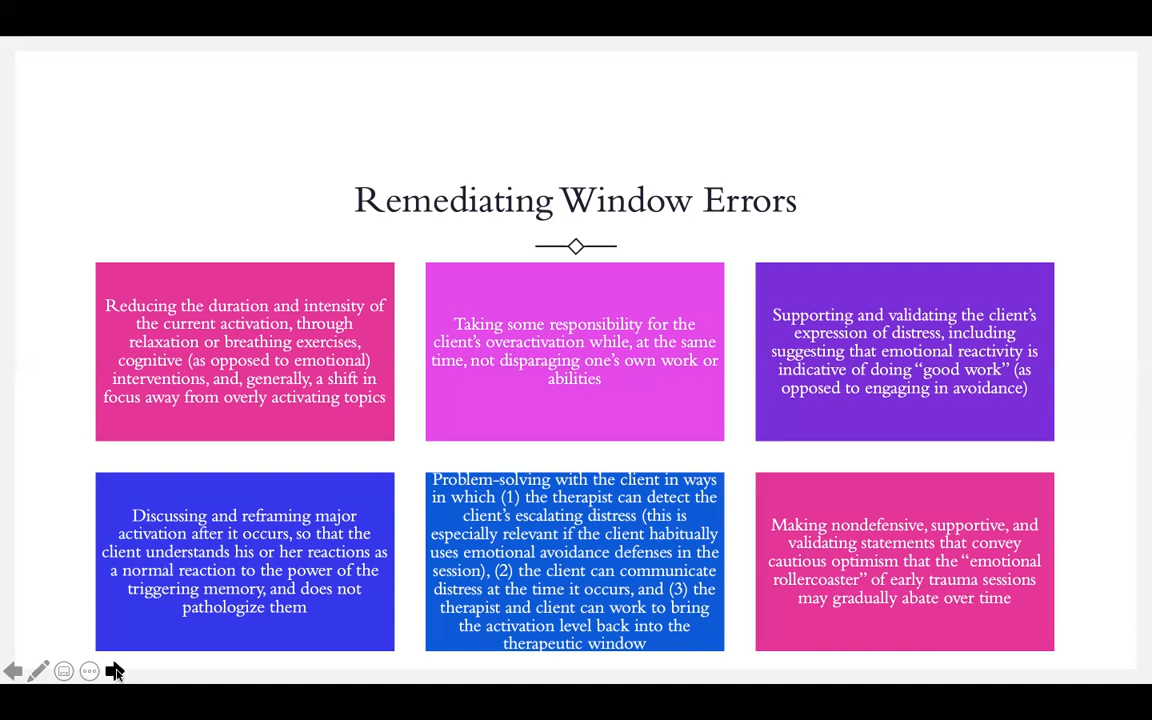 Remediating Window Errors
Reducing the duration and intensity of
the current activation, through
relaxation or breathing exercises,
cognitive (as opposed to emotional)
interventions, and, generally, a shift in
focus away from overly activating topics
Taking some responsibility for the
client’s overactivation while, at the same
time, not disparaging one’s own work or
abilities
Supporting and validating the client’s
expression of distress, including
suggesting that emotional reactivity is
indicative of doing “good work” (as
opposed to engaging in avoidance)
Discussing and reframing major
activation after it occurs, so that the
client understands his or her reactions as
a normal reaction to the power of the
triggering memory, and does not
pathologize them
Problem-solving with the client in ways
in which (1) the therapist can detect the
client’s escalating distress (this is
especially relevant if the client habitually
uses emotional avoidance defenses in the
session), (2) the client can communicate
distress at the time it occurs, and (3) the
therapist and client can work to bring
the activation level back into the
therapeutic window
Making nondefensive, supportive, and
validating statements that convey
cautious optimism that the “emotional
rollercoaster” of early trauma sessions
may gradually abate over time